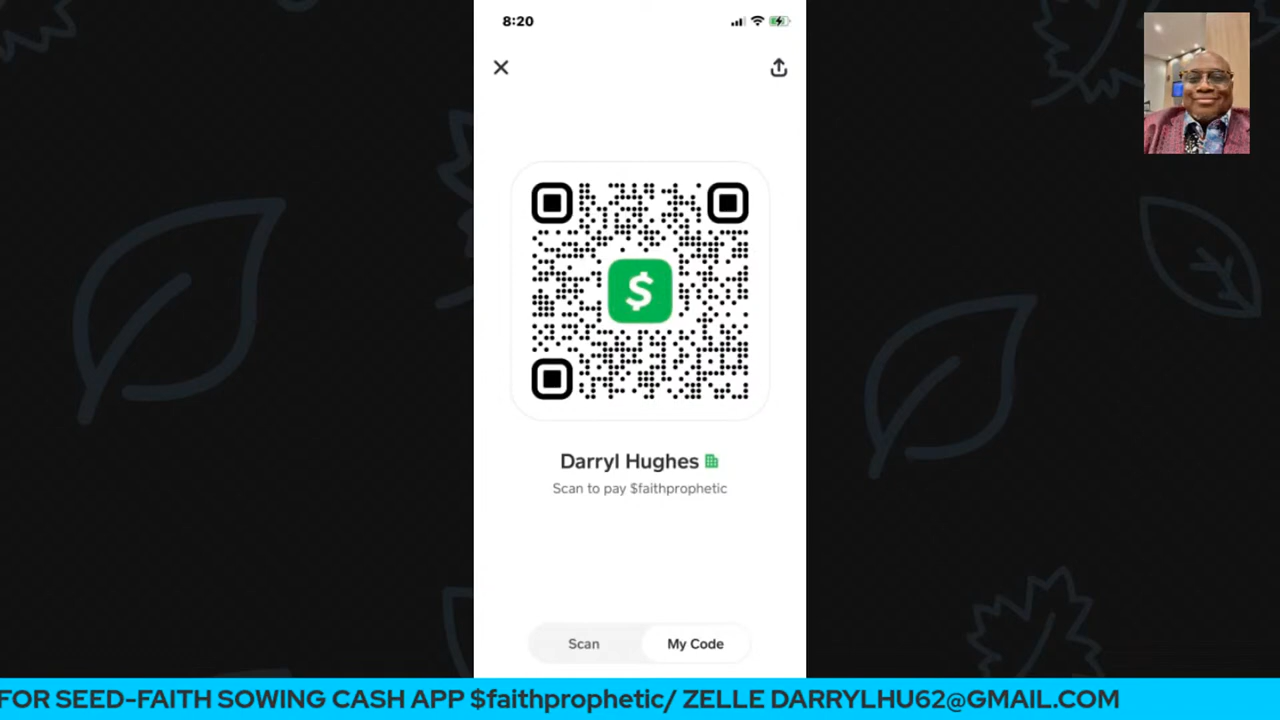 8:20
$
Darryl Hughes
Scan to pay $faithprophetic
Scan
My Code
FOR SEED-FAITH SOWING CASH APP $faithprophetic/ ZELLE DARRYLHU62@GMAIL.COM